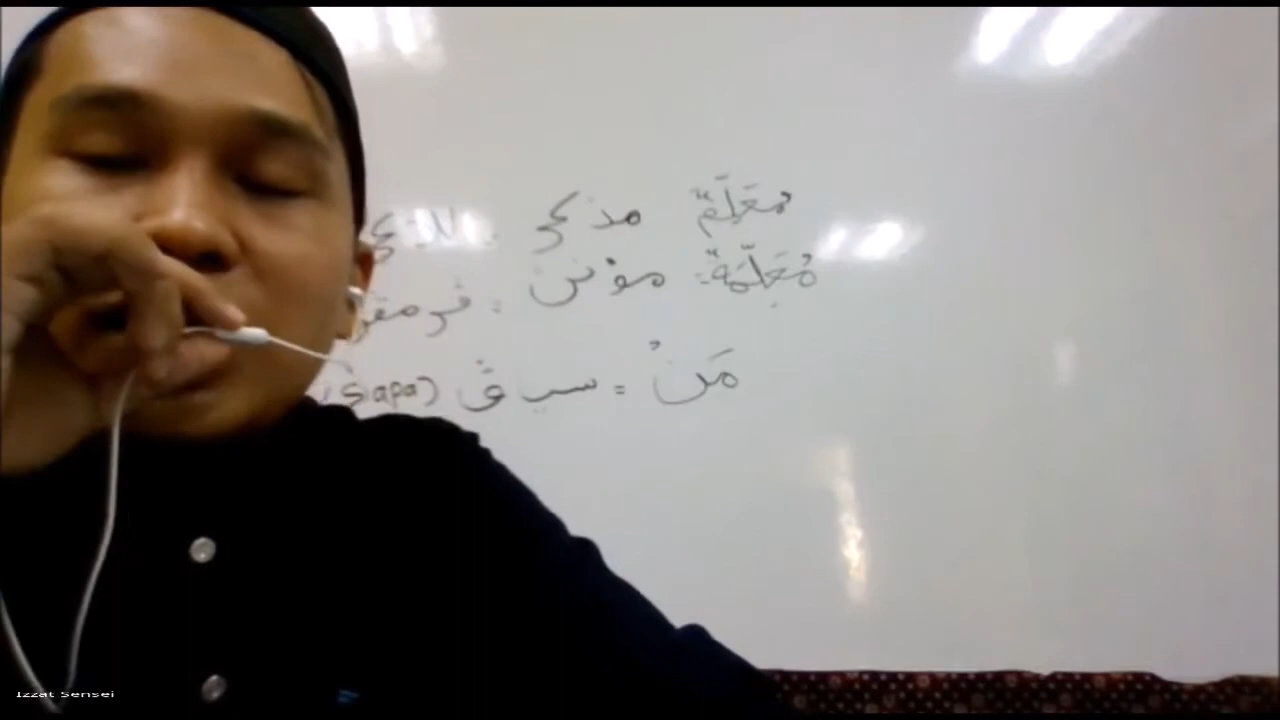 مُعَلِّمٌ مذكر :
مُعَلِّمَةٌ: مؤنث :
مَنْ = سياڤ (Siapa)
Izzat Sensei